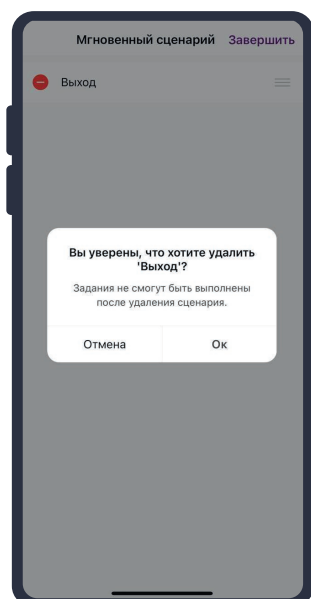 Мгновенный сценарий Завершить
Выход
Вы уверены, что хотите удалить
'Выход'?
Задания не смогут быть выполнены
после удаления сценария.
Отмена Ок